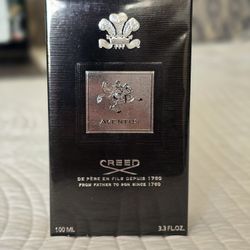 AVENTUS
CREED
DE PÈRE EN FILS DEPUIS 1760
FROM FATHER TO SON SINCE 1760
100 ML 3.3 FL.OZ.